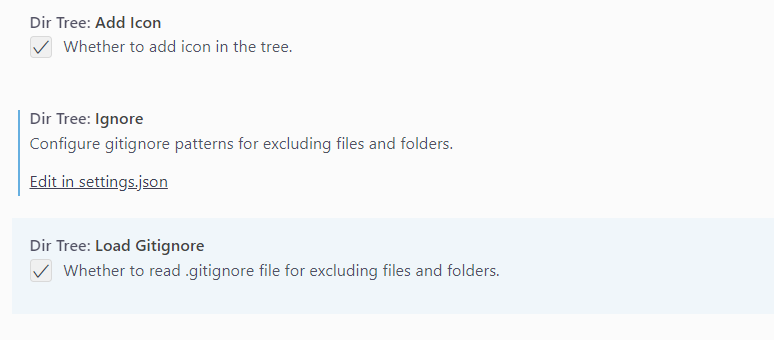 Dir Tree: Add Icon
Whether to add icon in the tree.
Dir Tree: Ignore
Configure gitignore patterns for excluding files and folders.
Edit in settings.json
Dir Tree: Load Gitignore
Whether to read .gitignore file for excluding files and folders.